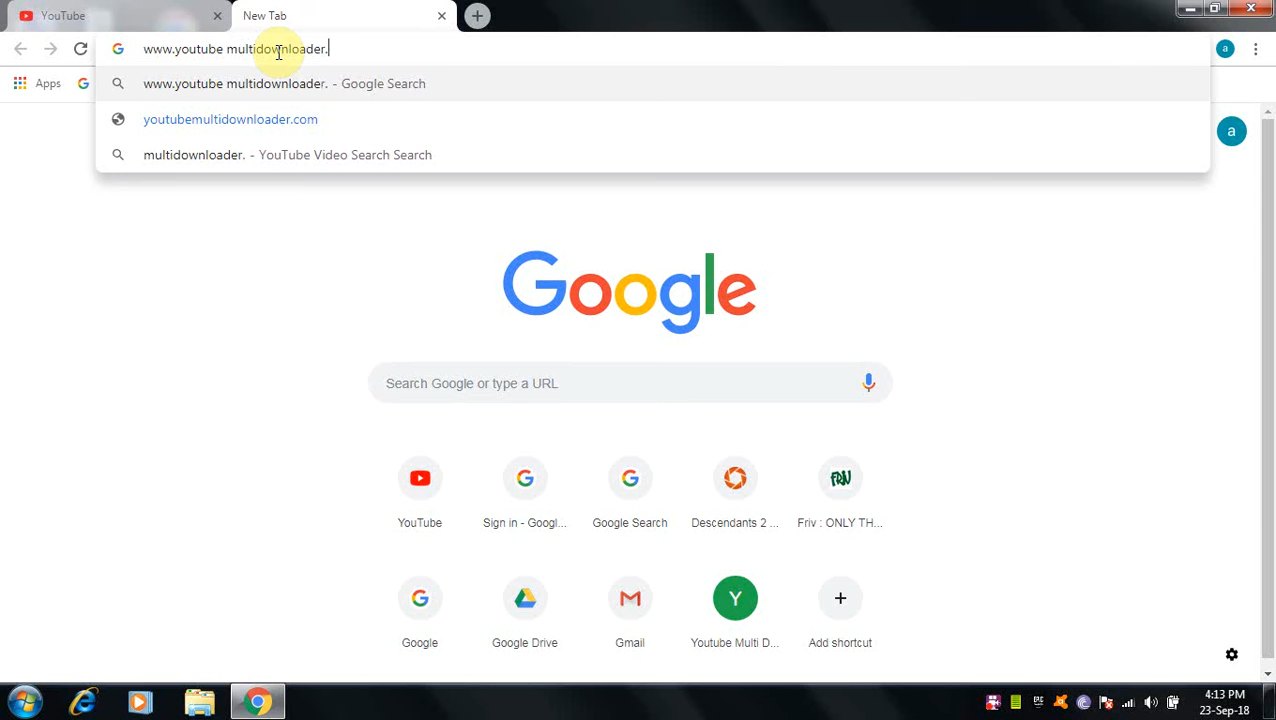 YouTube
New Tab
www.youtube multidownloader.
www.youtube multidownloader. - Google Search
youtubemultidownloader.com
multidownloader. - YouTube Video Search Search
Apps
a
a
Google
Search Google or type a URL
YouTube
Sign in - Googl...
Google Search
Descendants 2 ...
FRIV
Friv : ONLY TH...
Y
Google
Google Drive
Gmail
Youtube Multi D...
Add shortcut
4:13 PM
23-Sep-18